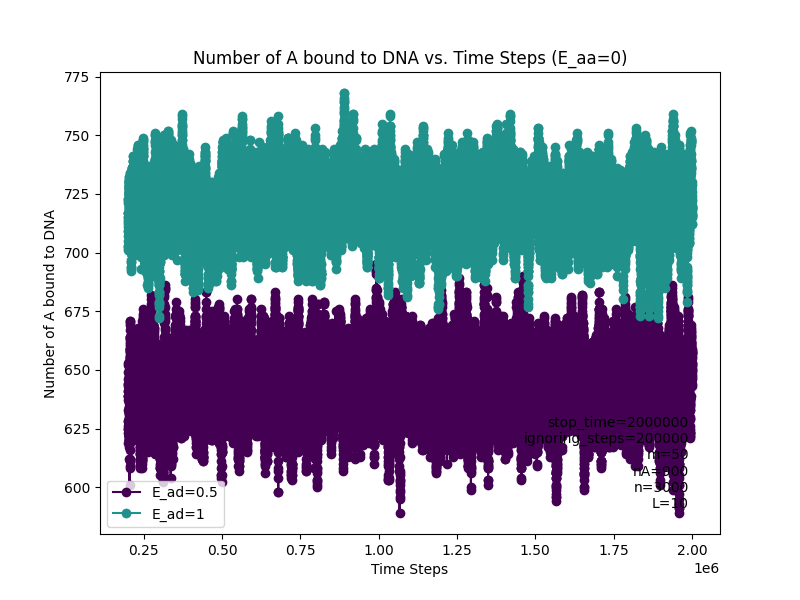 Number of A bound to DNA vs. Time Steps (E_aa=0)
Number of A bound to DNA
775
750
725
700
675
650
625
600
stop_time=2000000
ignoring_steps=200000
m=50
nA=900
n=3000
L=10
E_ad=0.5
E_ad=1
0.25
0.50
0.75
1.00
1.25
1.50
1.75
2.00
1e6
Time Steps